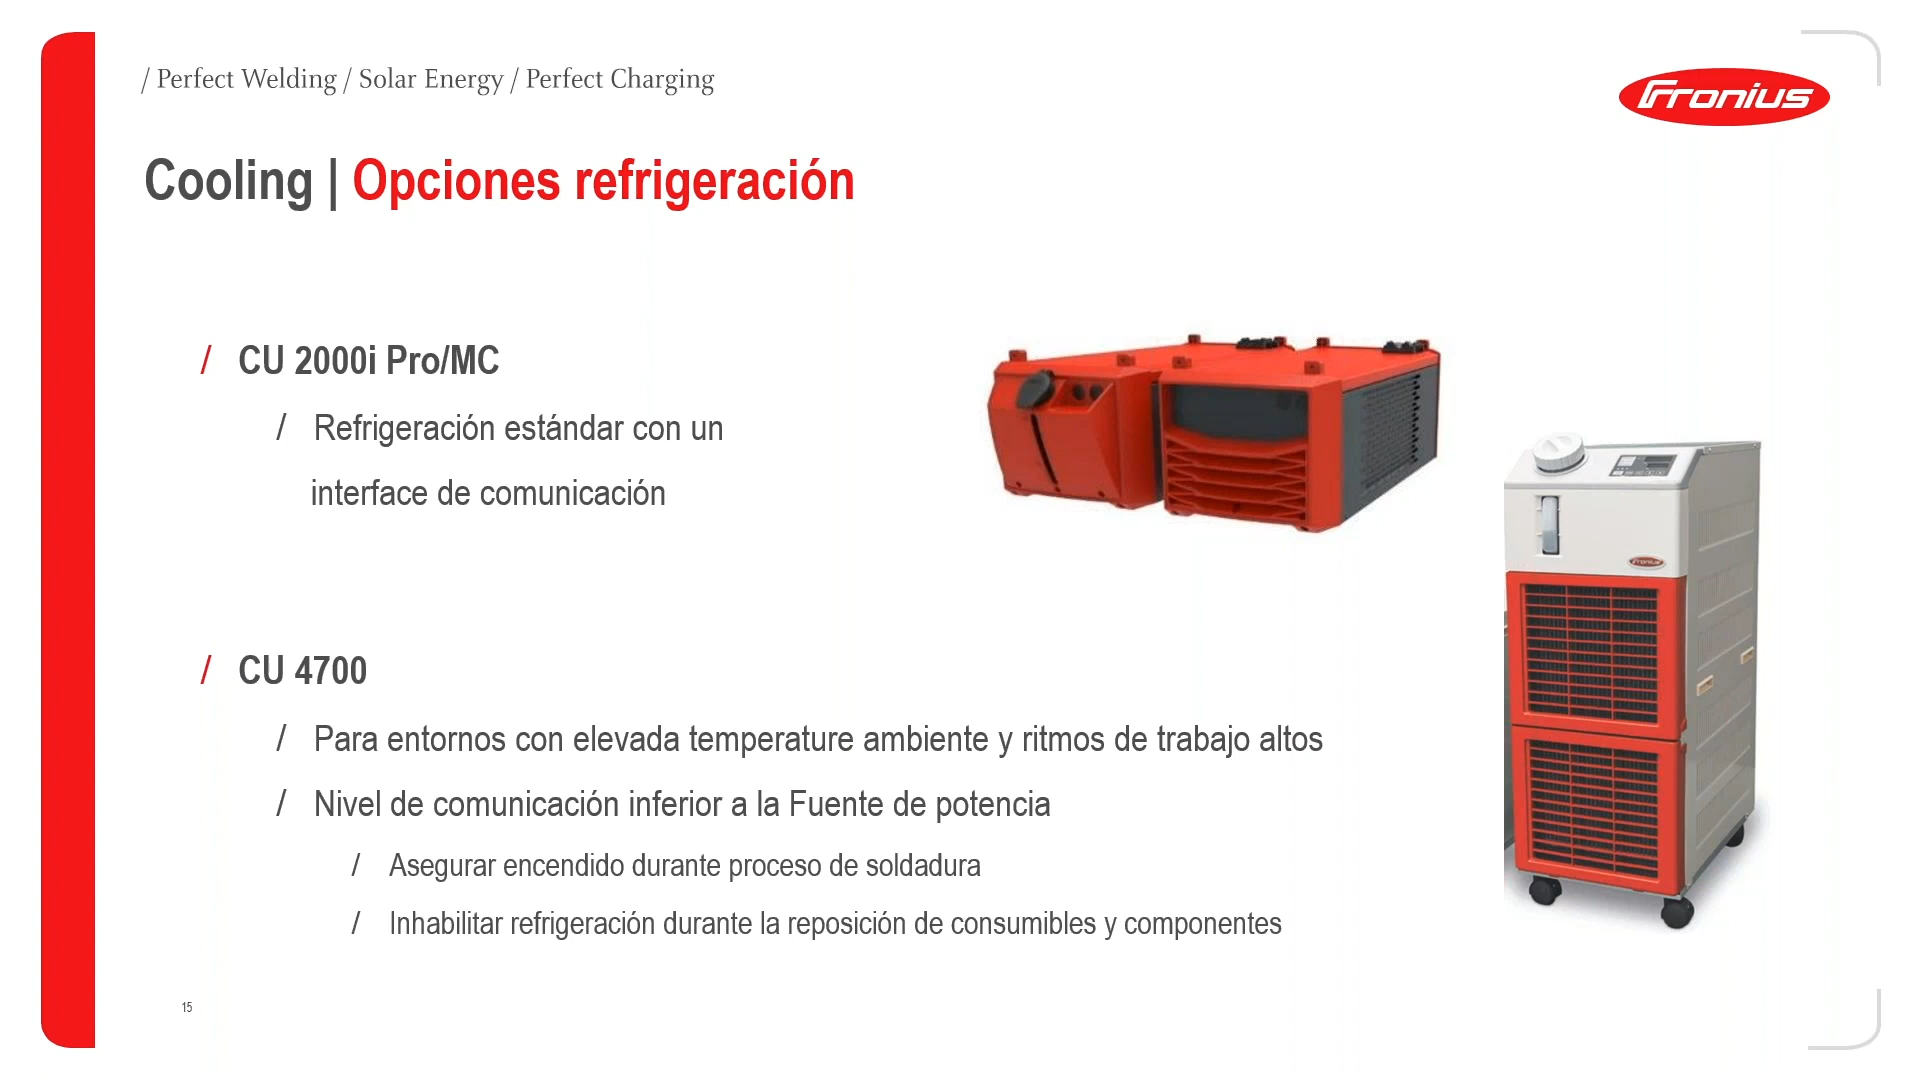 / Perfect Welding / Solar Energy / Perfect Charging
Fronius
Cooling | Opciones refrigeración
/ CU 2000i Pro/MC
/ Refrigeración estándar con un
interface de comunicación
/ CU 4700
/ Para entornos con elevada temperature ambiente y ritmos de trabajo altos
/ Nivel de comunicación inferior a la Fuente de potencia
/ Asegurar encendido durante proceso de soldadura
/ Inhabilitar refrigeración durante la reposición de consumibles y componentes
Fronius
15